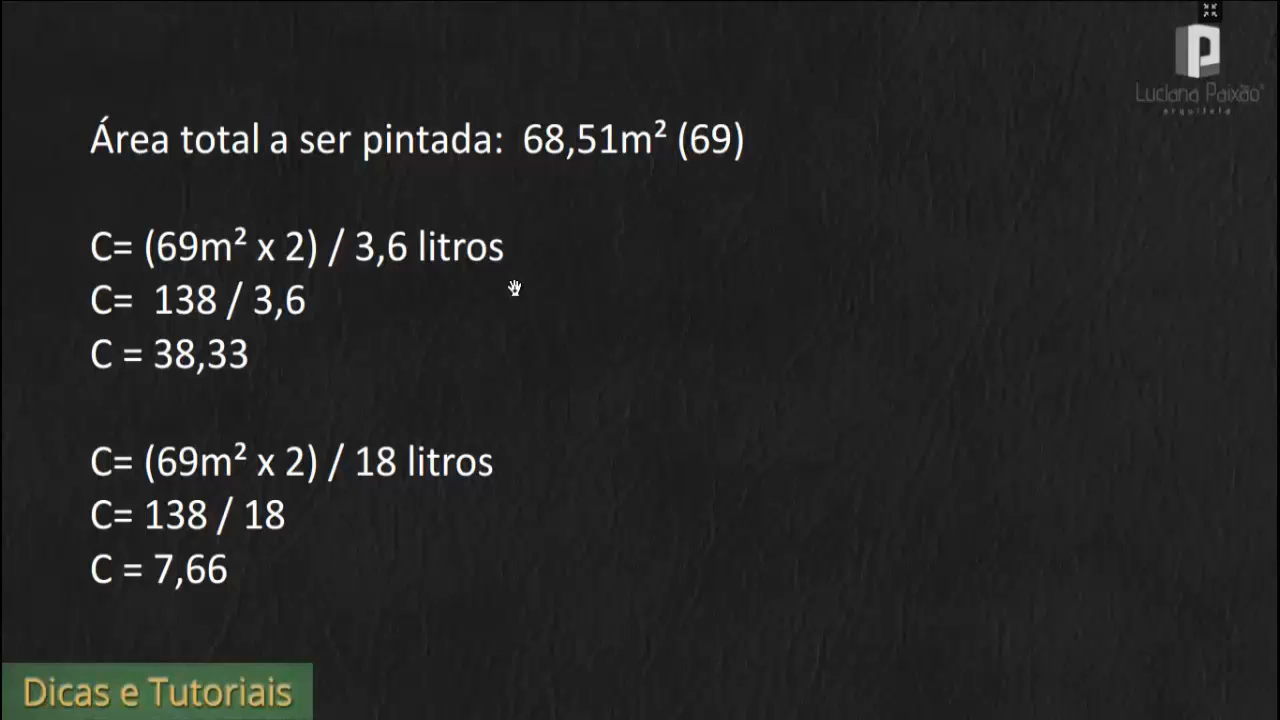 Luciana Paixão
arquiteta
Área total a ser pintada: 68,51m² (69)
C= (69m² x 2) / 3,6 litros
C= 138 / 3,6
C = 38,33
C= (69m² x 2) / 18 litros
C= 138 / 18
C = 7,66
Dicas e Tutoriais